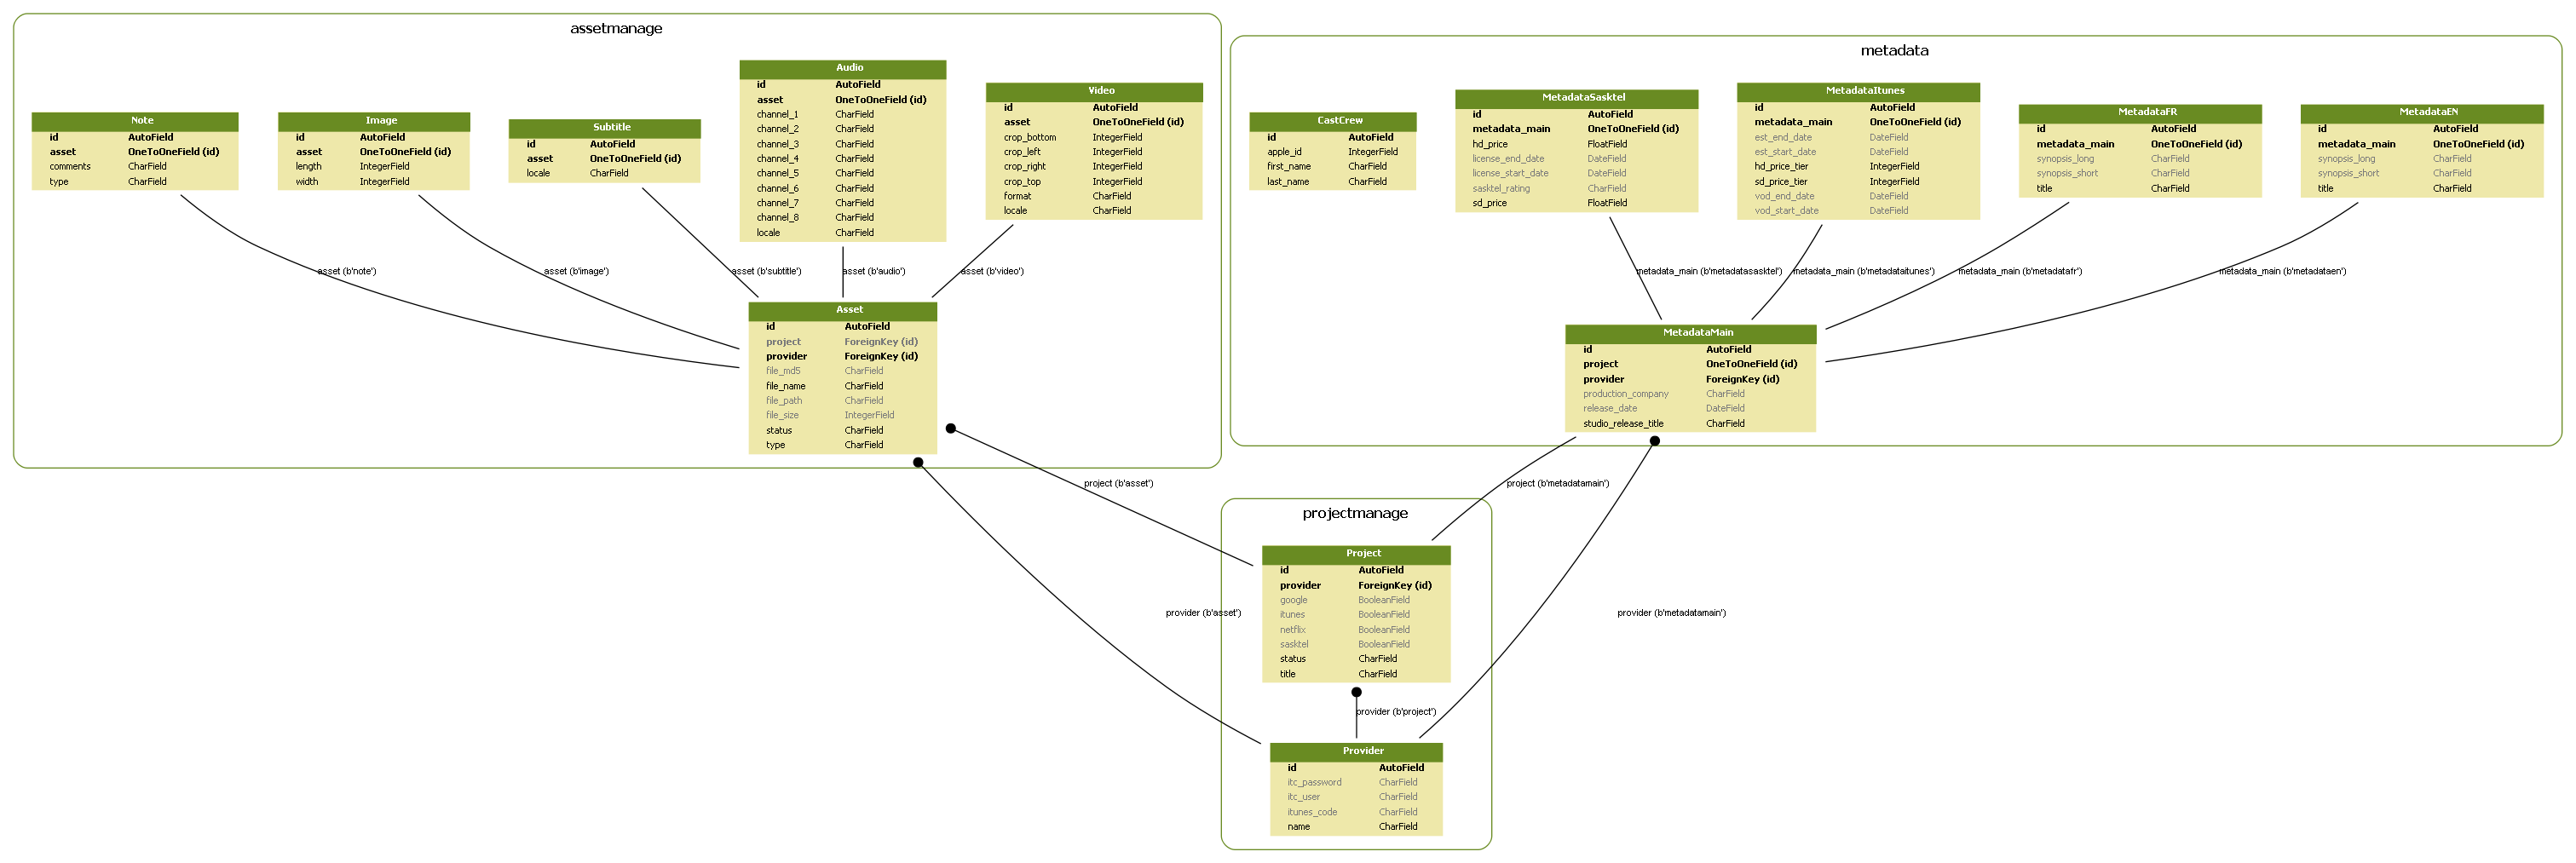 assetmanage
Note
id AutoField
asset OneToOneField (id)
comments CharField
type CharField
Image
id AutoField
asset OneToOneField (id)
length IntegerField
width IntegerField
Subtitle
id AutoField
asset OneToOneField (id)
locale CharField
Audio
id AutoField
asset OneToOneField (id)
channel_1 CharField
channel_2 CharField
channel_3 CharField
channel_4 CharField
channel_5 CharField
channel_6 CharField
channel_7 CharField
channel_8 CharField
locale CharField
Video
id AutoField
asset OneToOneField (id)
crop_bottom IntegerField
crop_left IntegerField
crop_right IntegerField
crop_top IntegerField
format CharField
locale CharField
asset (b'note')
asset (b'image')
asset (b'subtitle')
asset (b'audio')
asset (b'video')
Asset
id AutoField
project ForeignKey (id)
provider ForeignKey (id)
file_md5 CharField
file_name CharField
file_path CharField
file_size IntegerField
status CharField
type CharField
metadata
CastCrew
id AutoField
apple_id IntegerField
first_name CharField
last_name CharField
MetadataSasktel
id AutoField
metadata_main OneToOneField (id)
hd_price FloatField
license_end_date DateField
license_start_date DateField
sasktel_rating CharField
sd_price FloatField
MetadataItunes
id AutoField
metadata_main OneToOneField (id)
est_end_date DateField
est_start_date DateField
hd_price_tier IntegerField
sd_price_tier IntegerField
vod_end_date DateField
vod_start_date DateField
MetadataFR
id AutoField
metadata_main OneToOneField (id)
synopsis_long CharField
synopsis_short CharField
title CharField
MetadataEN
id AutoField
metadata_main OneToOneField (id)
synopsis_long CharField
synopsis_short CharField
title CharField
metadata_main (b'metadatasasktel')
metadata_main (b'metadataitunes')
metadata_main (b'metadatafr')
metadata_main (b'metadataen')
MetadataMain
id AutoField
project OneToOneField (id)
provider ForeignKey (id)
production_company CharField
release_date DateField
studio_release_title CharField
project (b'asset')
project (b'metadatamain')
projectmanage
Project
id AutoField
provider ForeignKey (id)
google BooleanField
itunes BooleanField
netflix BooleanField
sasktel BooleanField
status CharField
title CharField
provider (b'asset')
provider (b'metadatamain')
provider (b'project')
Provider
id AutoField
itc_password CharField
itc_user CharField
itunes_code CharField
name CharField